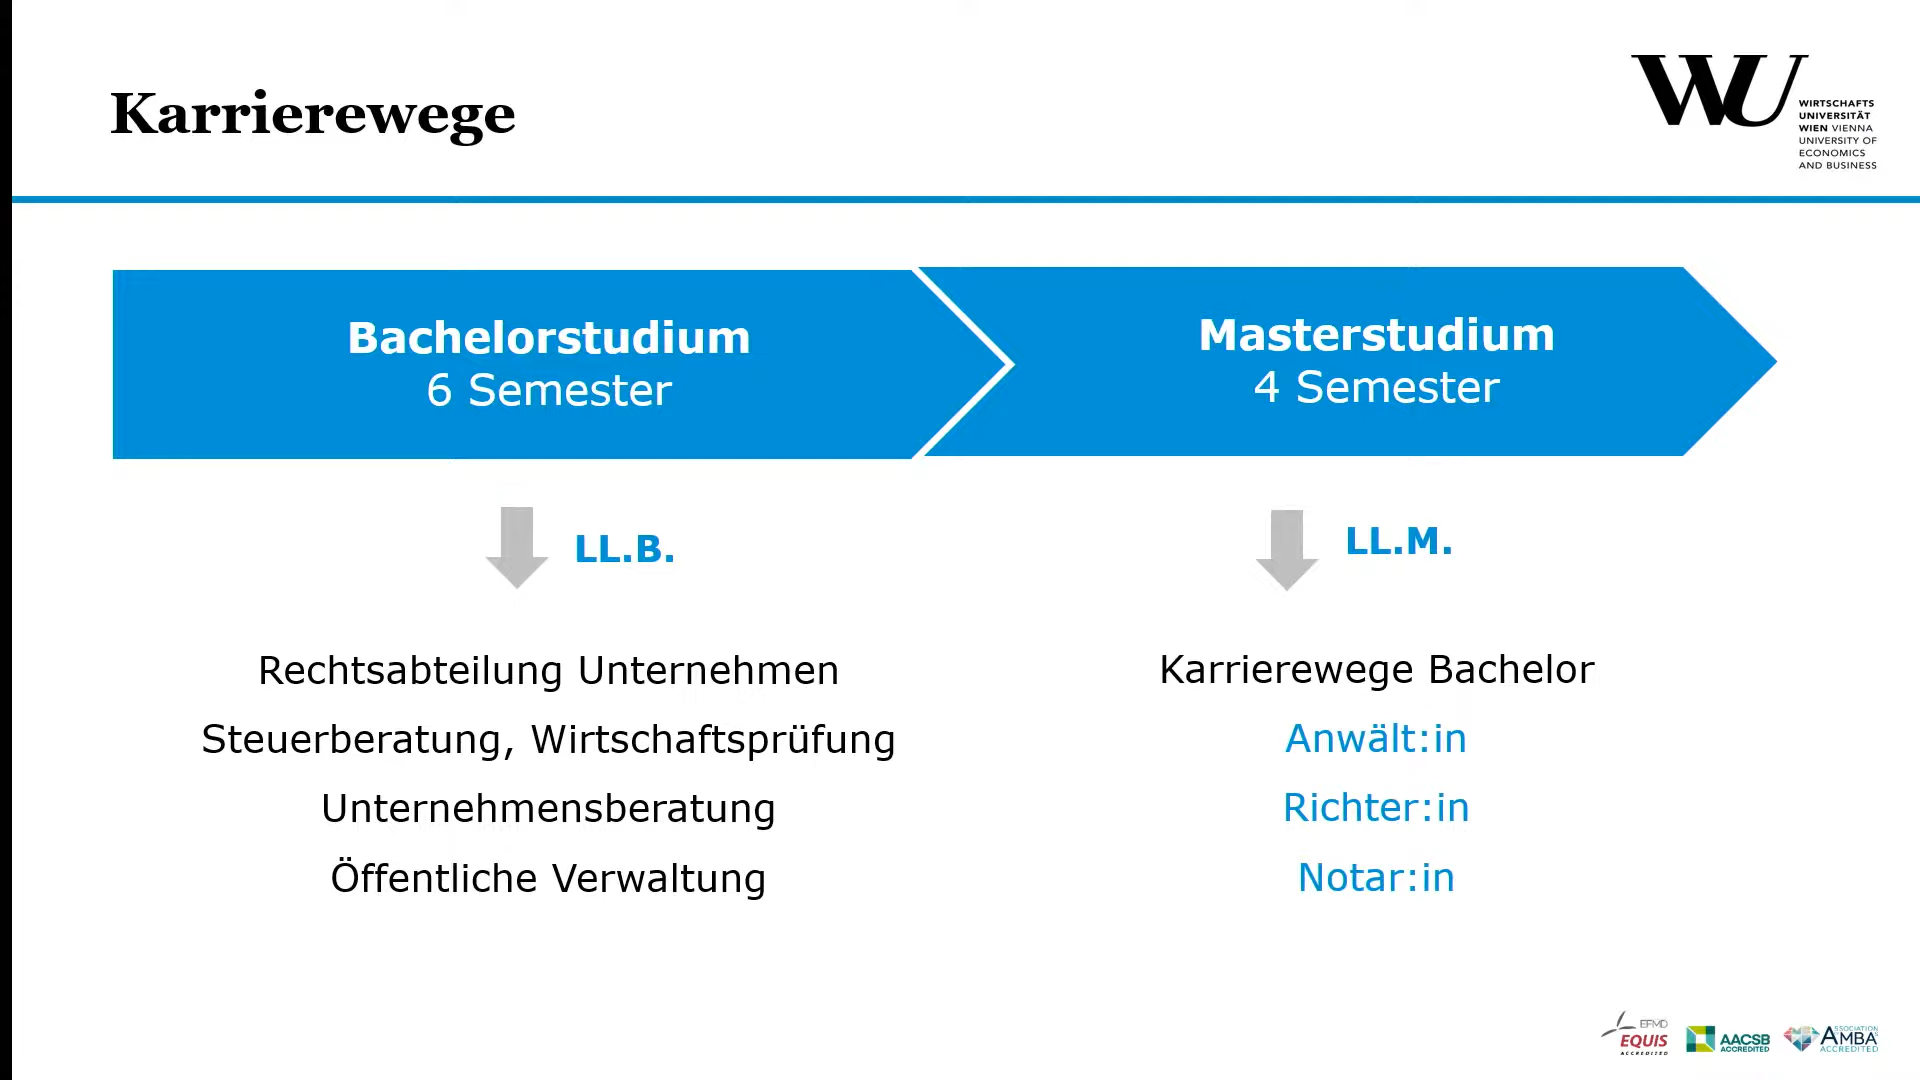 Karrierewege
WU
WIRTSCHAFTS
UNIVERSITÄT
WIEN VIENNA
UNIVERSITY OF
ECONOMICS
AND BUSINESS
Bachelorstudium
6 Semester
Masterstudium
4 Semester
LL.B.
LL.M.
Rechtsabteilung Unternehmen
Steuerberatung, Wirtschaftsprüfung
Unternehmensberatung
Öffentliche Verwaltung
Karrierewege Bachelor
Anwält:in
Richter:in
Notar:in
EFMD
EQUIS
ACCREDITED
AACSB
ACCREDITED
ASSOCIATION
AMBA
ACCREDITED